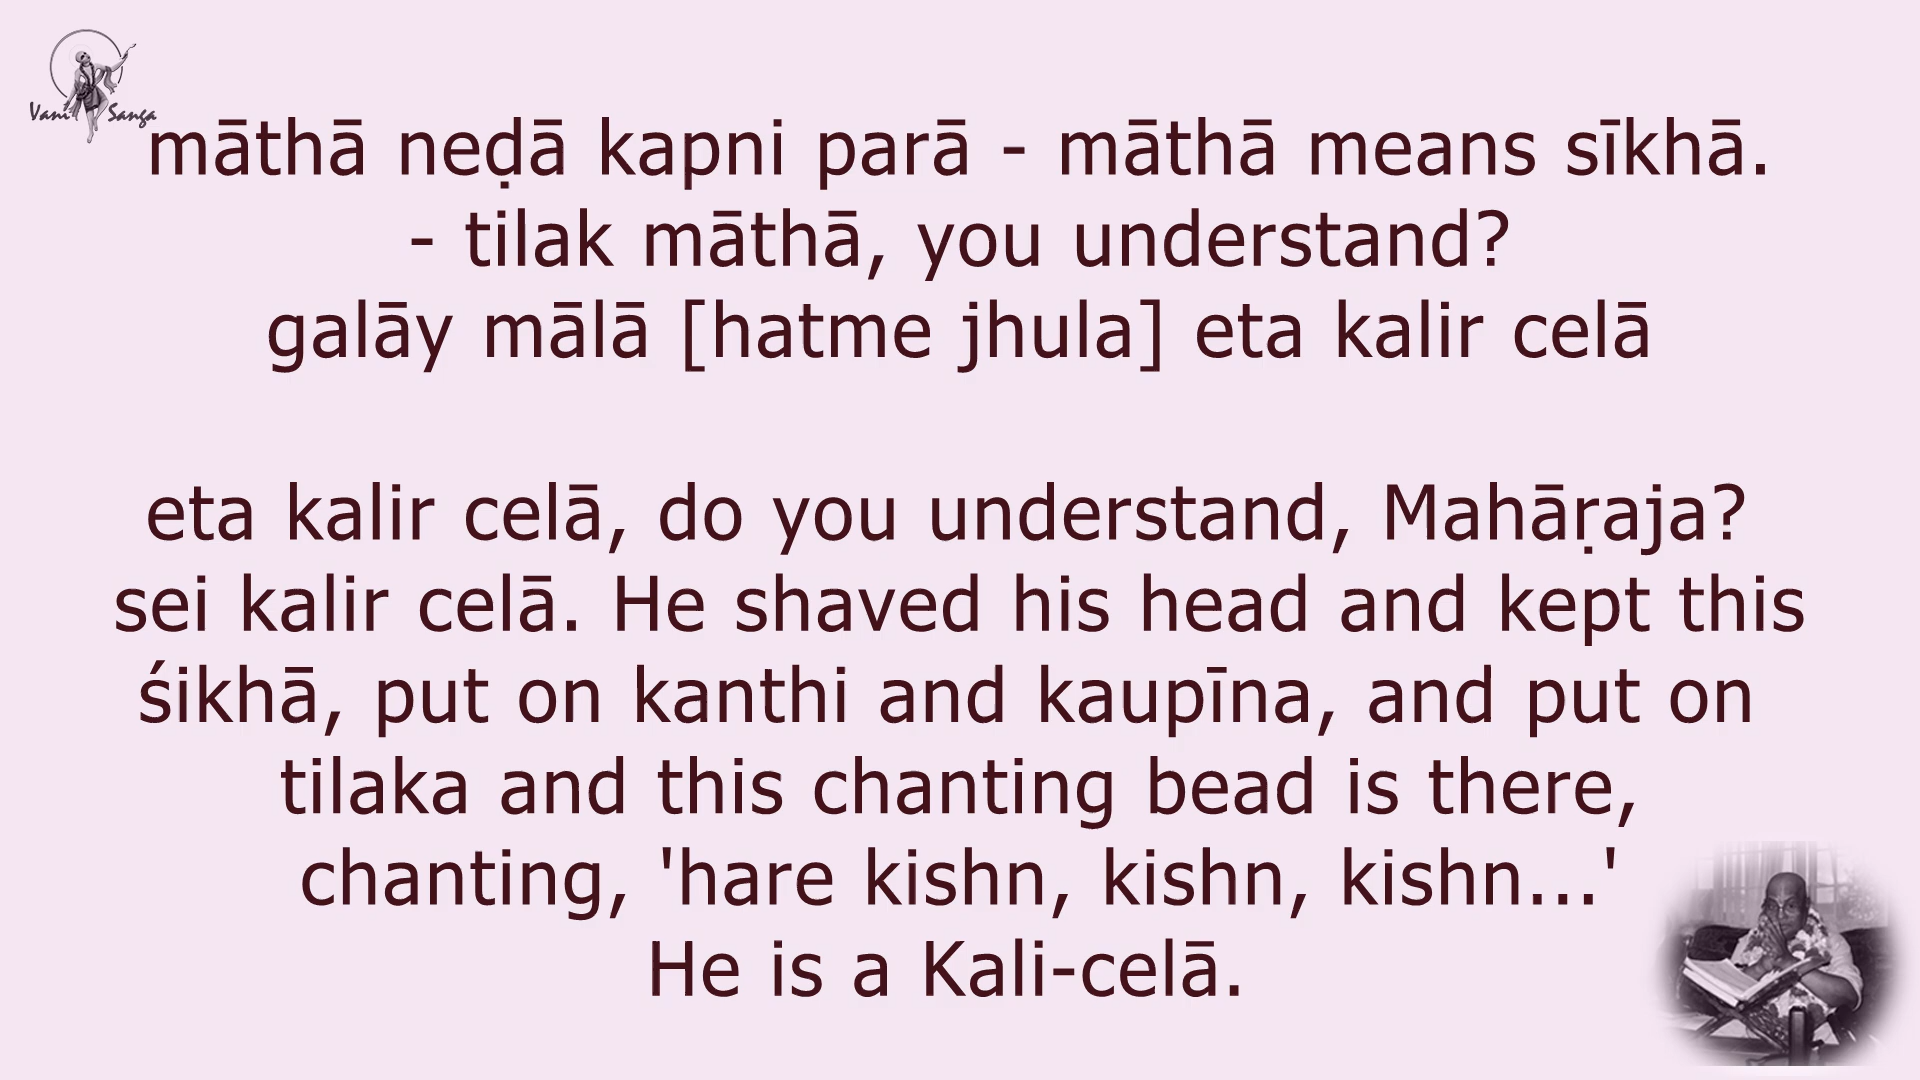 Vani Sanga
māthā neḍā kapni parā - māthā means sīkhā.
- tilak māthā, you understand?
galāy mālā [hatme jhula] eta kalir celā
eta kalir celā, do you understand, Mahāṛaja?
sei kalir celā. He shaved his head and kept this
śikhā, put on kanthi and kaupīna, and put on
tilaka and this chanting bead is there,
chanting, 'hare kishn, kishn, kishn...'
He is a Kali-celā.